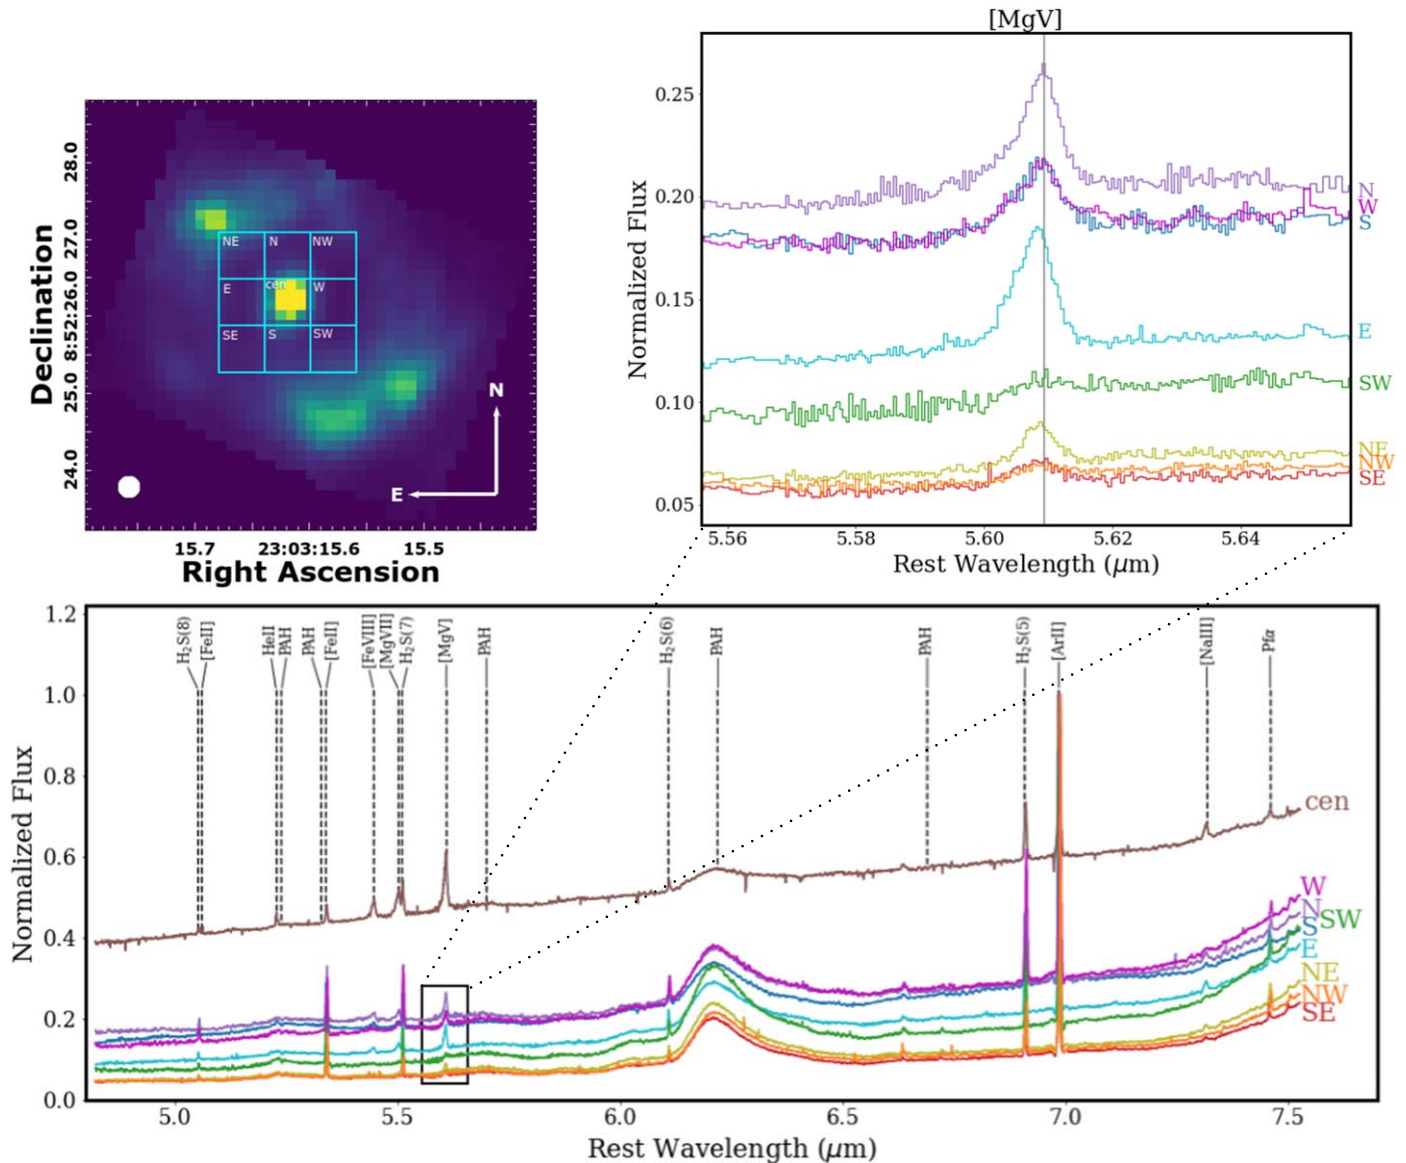 [MgV]
28.0
27.0
8:52:26.0
25.0
24.0
Declination
NE N NW
E cen W
SE S SW
N
E
15.7 23:03:15.6 15.5
Right Ascension
0.25
0.20
0.15
0.10
0.05
Normalized Flux
N
W
S
E
SW
NE
NW
SE
5.56 5.58 5.60 5.62 5.64
Rest Wavelength (μm)
H₂S(8)
[FeII]
HeII
PAH
PAH
[FeII]
[FeVIII]
[MgVII]
H₂S(7)
[MgV]
PAH
H₂S(6)
PAH
PAH
H₂S(5)
[ArII]
[NaIII]
Pfα
1.2
1.0
0.8
0.6
0.4
0.2
0.0
Normalized Flux
cen
W
N
S SW
E
NE
NW
SE
5.0 5.5 6.0 6.5 7.0 7.5
Rest Wavelength (μm)